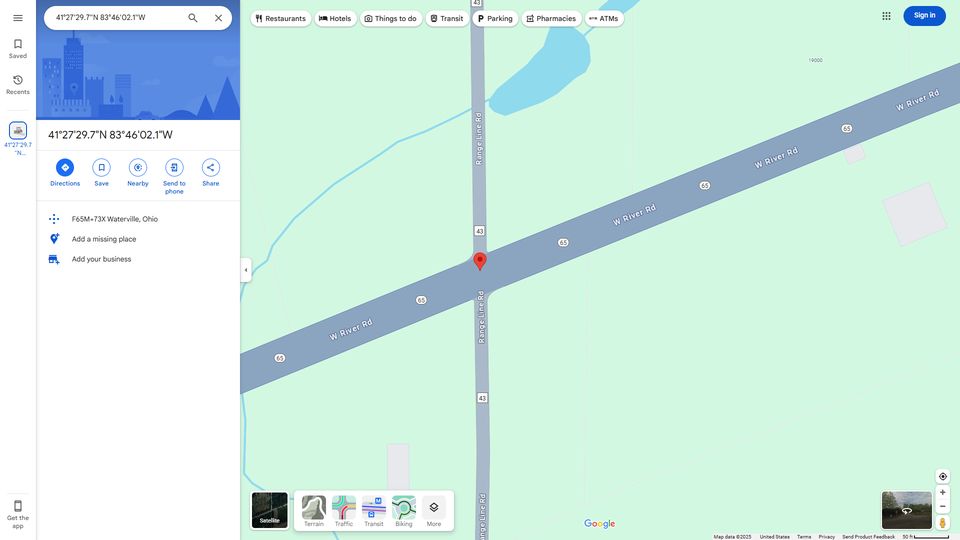 41°27'29.7"N 83°46'02.1"W
Restaurants
Hotels
Things to do
Transit
Parking
Pharmacies
ATMs
Sign in
Saved
Recents
41°27'29.7
"N...
41°27'29.7"N 83°46'02.1"W
Directions
Save
Nearby
Send to
phone
Share
F65M+73X Waterville, Ohio
Add a missing place
Add your business
Get the
app
43
19000
Range Line Rd
W River Rd
65
W River Rd
65
W River Rd
65
43
65
W River Rd
65
Range Line Rd
43
nge Line Rd
Satellite
Terrain
Traffic
Transit
Biking
More
Google
Map data ©2025
United States
Terms
Privacy
Send Product Feedback
50 ft